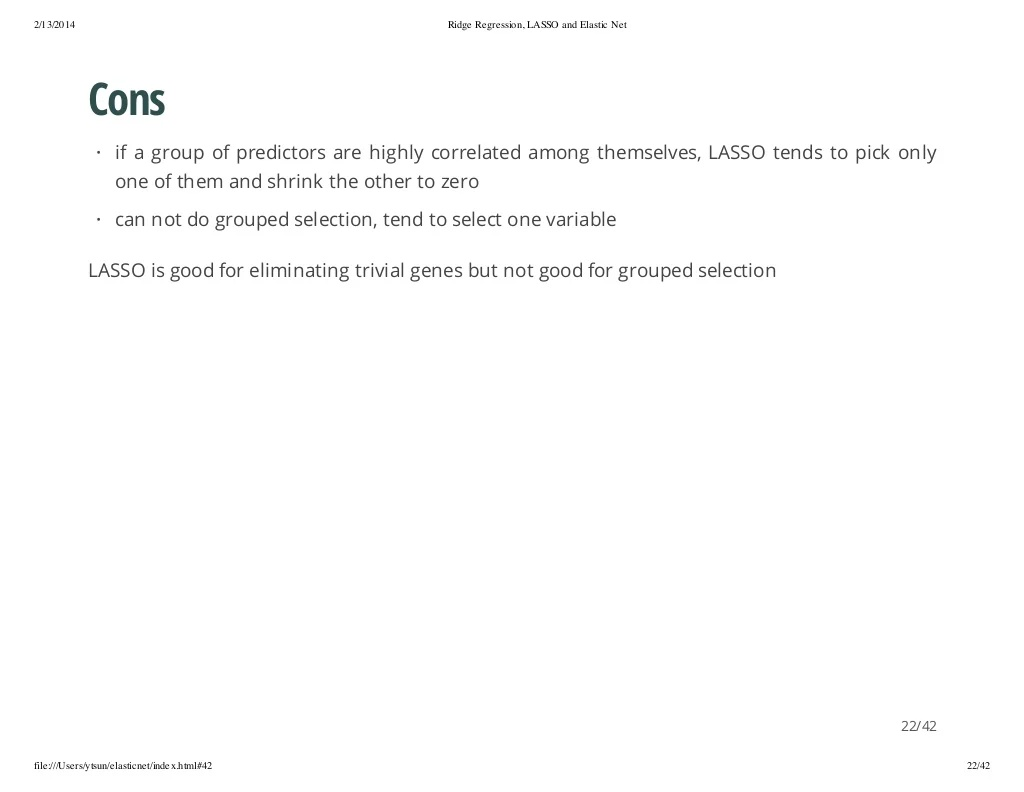 2/13/2014
Ridge Regression, LASSO and Elastic Net
Cons
· if a group of predictors are highly correlated among themselves, LASSO tends to pick only
one of them and shrink the other to zero
· can not do grouped selection, tend to select one variable
LASSO is good for eliminating trivial genes but not good for grouped selection
22/42
file:///Users/ytsun/elasticnet/index.html#42
22/42